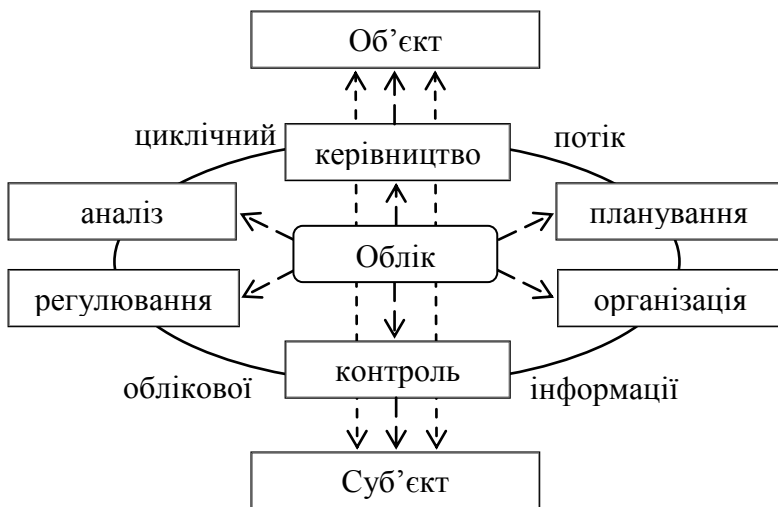 Об’єкт
циклічний
потік
керівництво
аналіз
планування
Облік
регулювання
організація
контроль
облікової
інформації
Суб’єкт